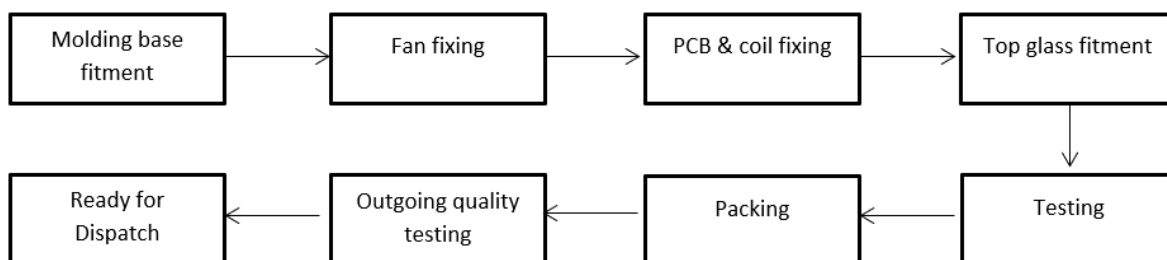 Molding base
fitment
Fan fixing
PCB & coil fixing
Top glass fitment
Ready for
Dispatch
Outgoing quality
testing
Packing
Testing